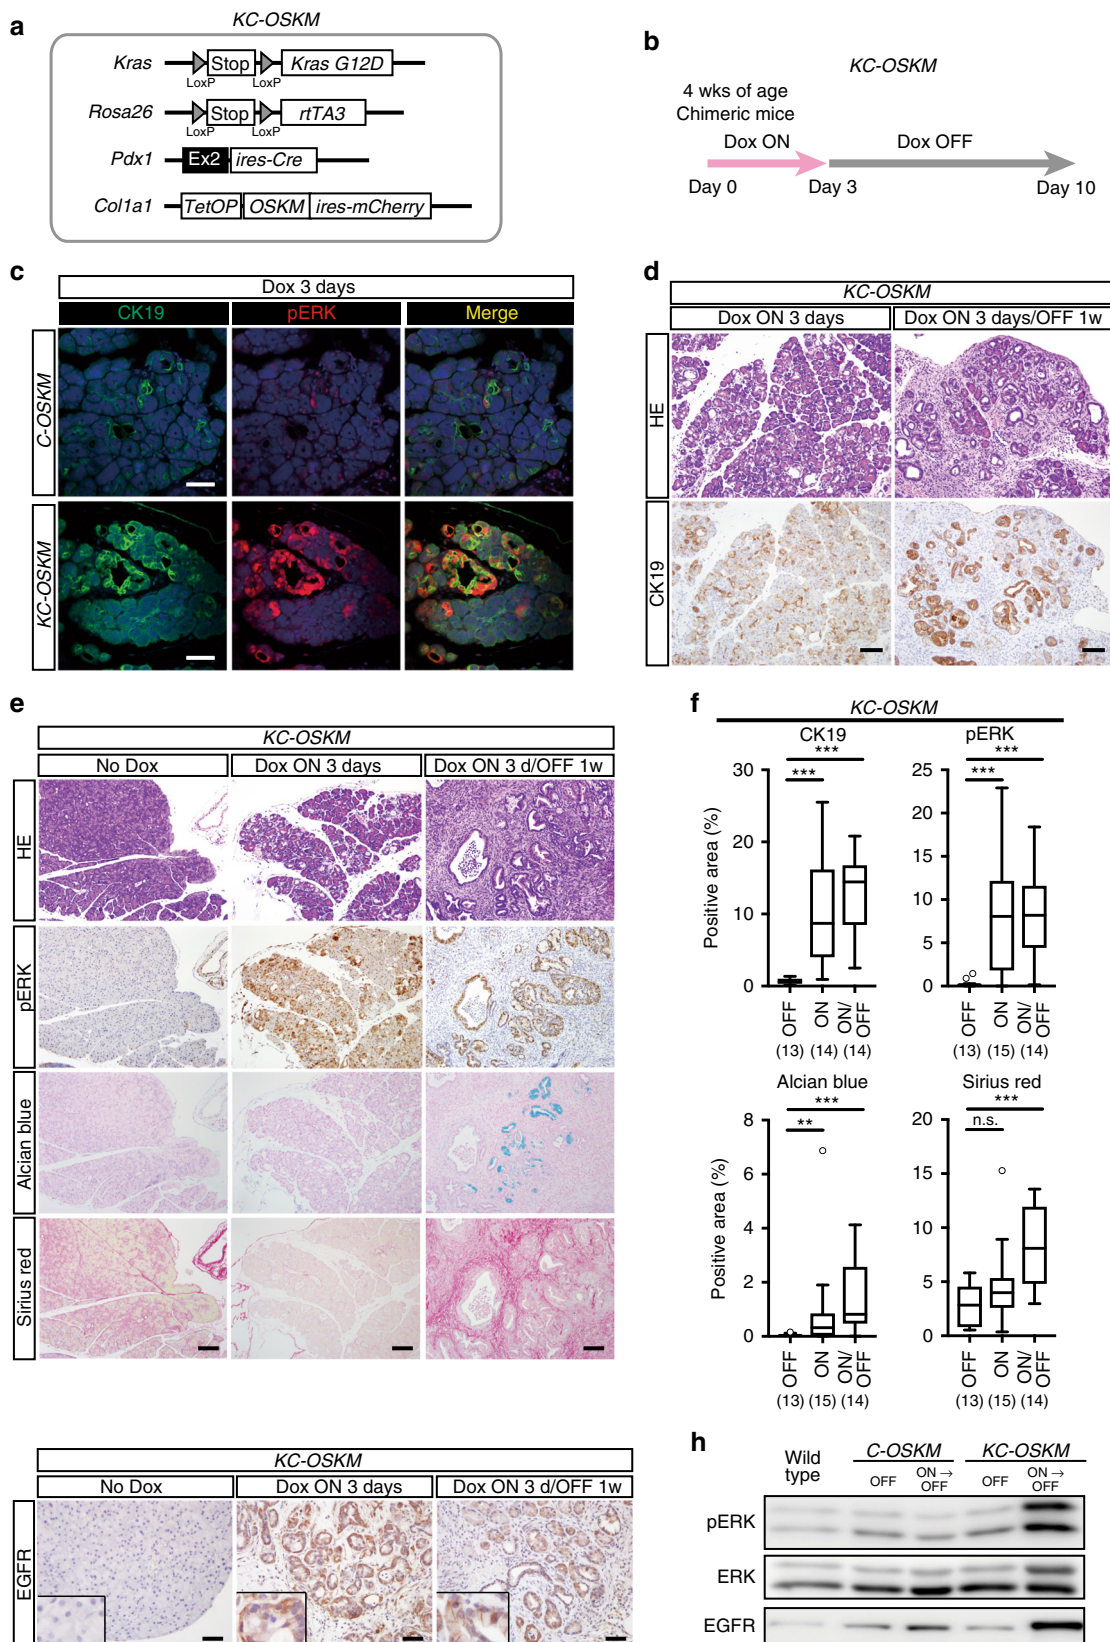 a
KC-OSKM
Kras
Stop
Kras G12D
LoxP
LoxP
Rosa26
Stop
rtTA3
LoxP
LoxP
Pdx1
Ex2
ires-Cre
Col1a1
TetOP
OSKM
ires-mCherry
b
KC-OSKM
4 wks of age
Chimeric mice
Dox ON
Dox OFF
Day 0
Day 3
Day 10
c
Dox 3 days
CK19
pERK
Merge
C-OSKM
KC-OSKM
d
KC-OSKM
Dox ON 3 days
Dox ON 3 days/OFF 1w
HE
CK19
e
KC-OSKM
No Dox
Dox ON 3 days
Dox ON 3 d/OFF 1w
HE
pERK
Alcian blue
Sirius red
f
KC-OSKM
CK19
***
***
30
20
10
0
Positive area (%)
OFF
ON
ON/
OFF
(13) (14) (14)
pERK
***
***
25
20
15
10
5
0
OFF
ON
ON/
OFF
(13) (15) (14)
Alcian blue
***
**
8
6
4
2
0
Positive area (%)
OFF
ON
ON/
OFF
(13) (15) (14)
Sirius red
***
n.s.
20
15
10
5
0
OFF
ON
ON/
OFF
(13) (15) (14)
KC-OSKM
No Dox
Dox ON 3 days
Dox ON 3 d/OFF 1w
EGFR
h
Wild
type
C-OSKM
KC-OSKM
OFF
ON →
OFF
OFF
ON →
OFF
pERK
ERK
EGFR